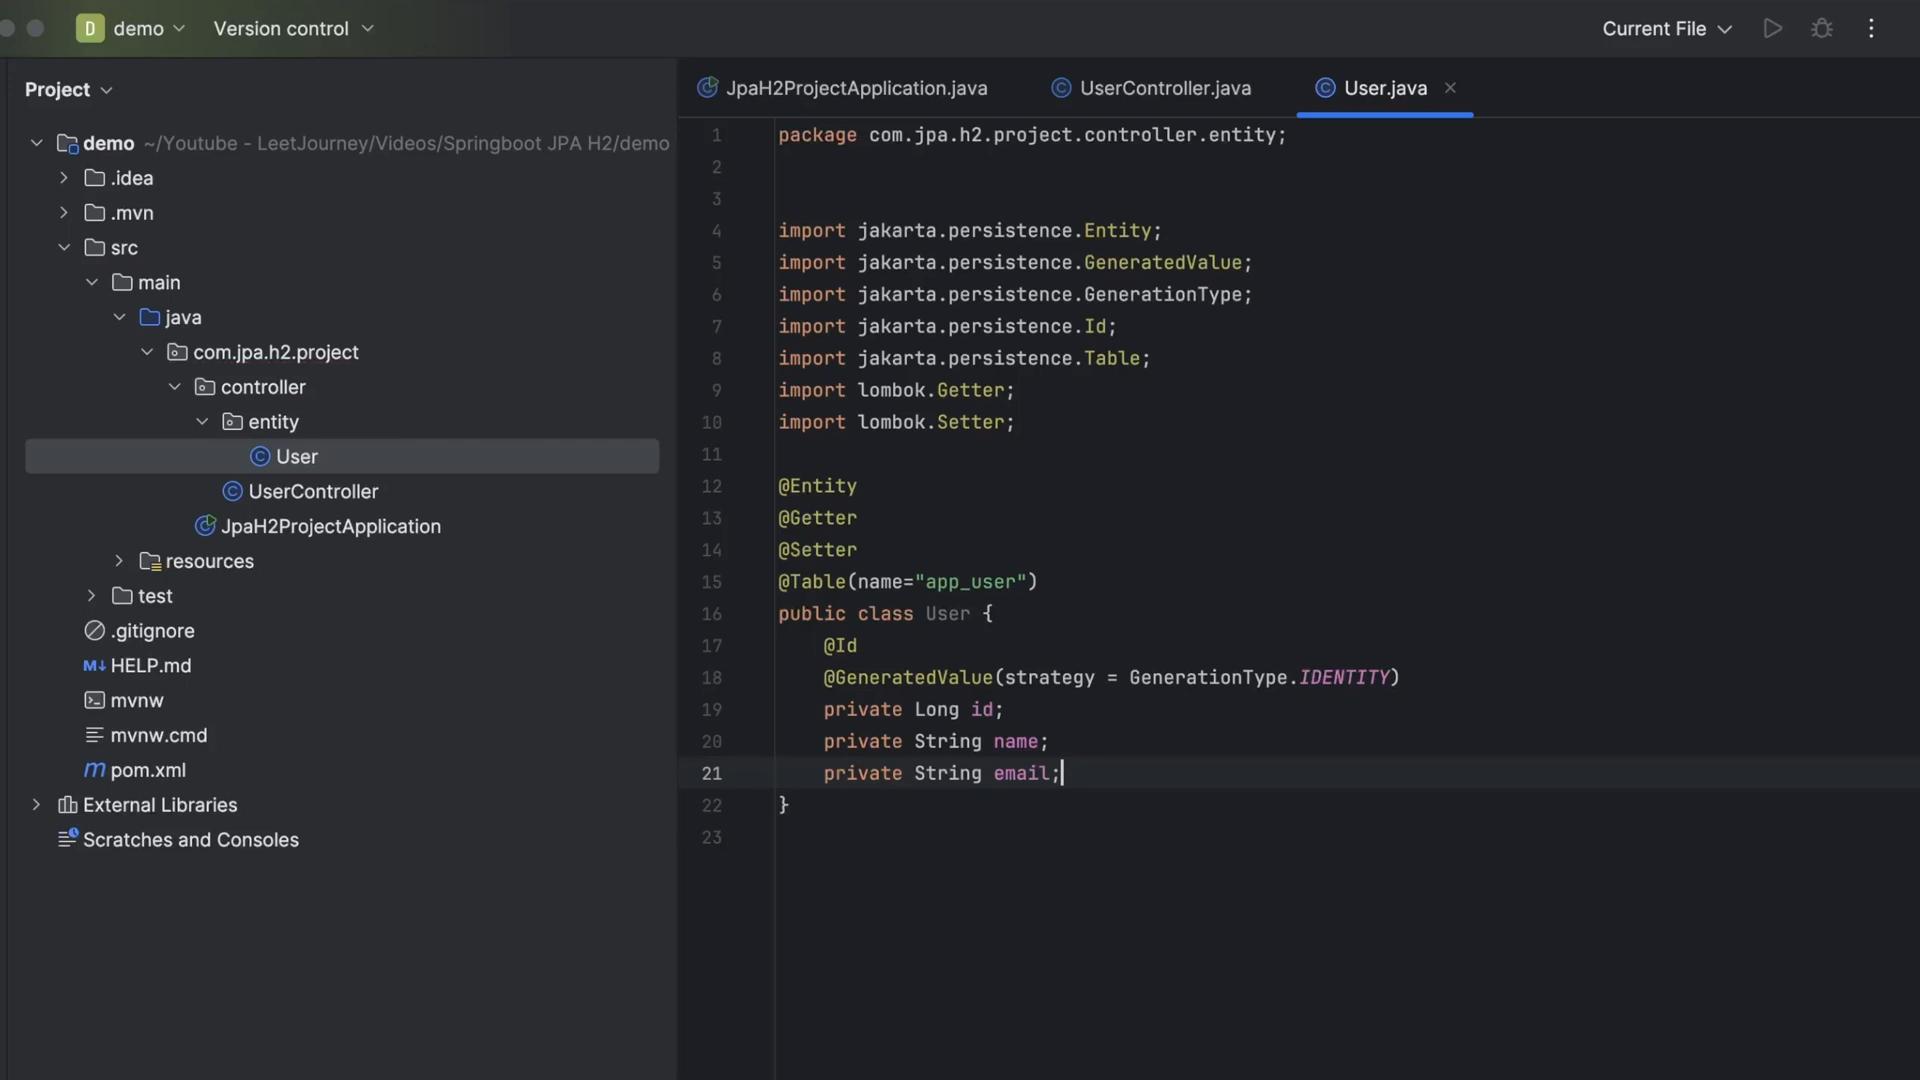 D demo Version control Current File
Project
JpaH2ProjectApplication.java UserController.java User.java
demo ~/Youtube - LeetJourney/Videos/Springboot JPA H2/demo
.idea
.mvn
src
main
java
com.jpa.h2.project
controller
entity
User
UserController
JpaH2ProjectApplication
resources
test
.gitignore
M↓ HELP.md
mvnw
mvnw.cmd
m pom.xml
External Libraries
Scratches and Consoles
1 package com.jpa.h2.project.controller.entity;
2
3
4 import jakarta.persistence.Entity;
5 import jakarta.persistence.GeneratedValue;
6 import jakarta.persistence.GenerationType;
7 import jakarta.persistence.Id;
8 import jakarta.persistence.Table;
9 import lombok.Getter;
10 import lombok.Setter;
11
12 @Entity
13 @Getter
14 @Setter
15 @Table(name="app_user")
16 public class User {
17 @Id
18 @GeneratedValue(strategy = GenerationType.IDENTITY)
19 private Long id;
20 private String name;
21 private String email;
22 }
23